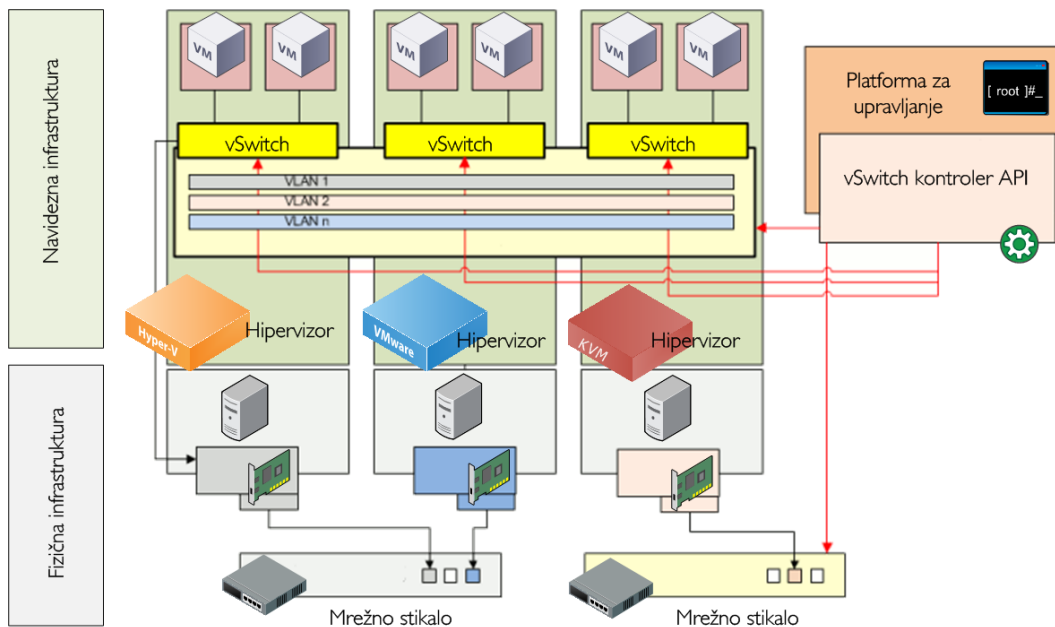 Navidezna infrastruktura
VM
VM
VM
VM
VM
VM
vSwitch
vSwitch
vSwitch
VLAN 1
VLAN 2
VLAN n
Platforma za
upravljanje
[ root ]#_
vSwitch kontroler API
Hyper-V
Hipervizor
VMware
Hipervizor
KVM
Hipervizor
Fizična infrastruktura
Mrežno stikalo
Mrežno stikalo